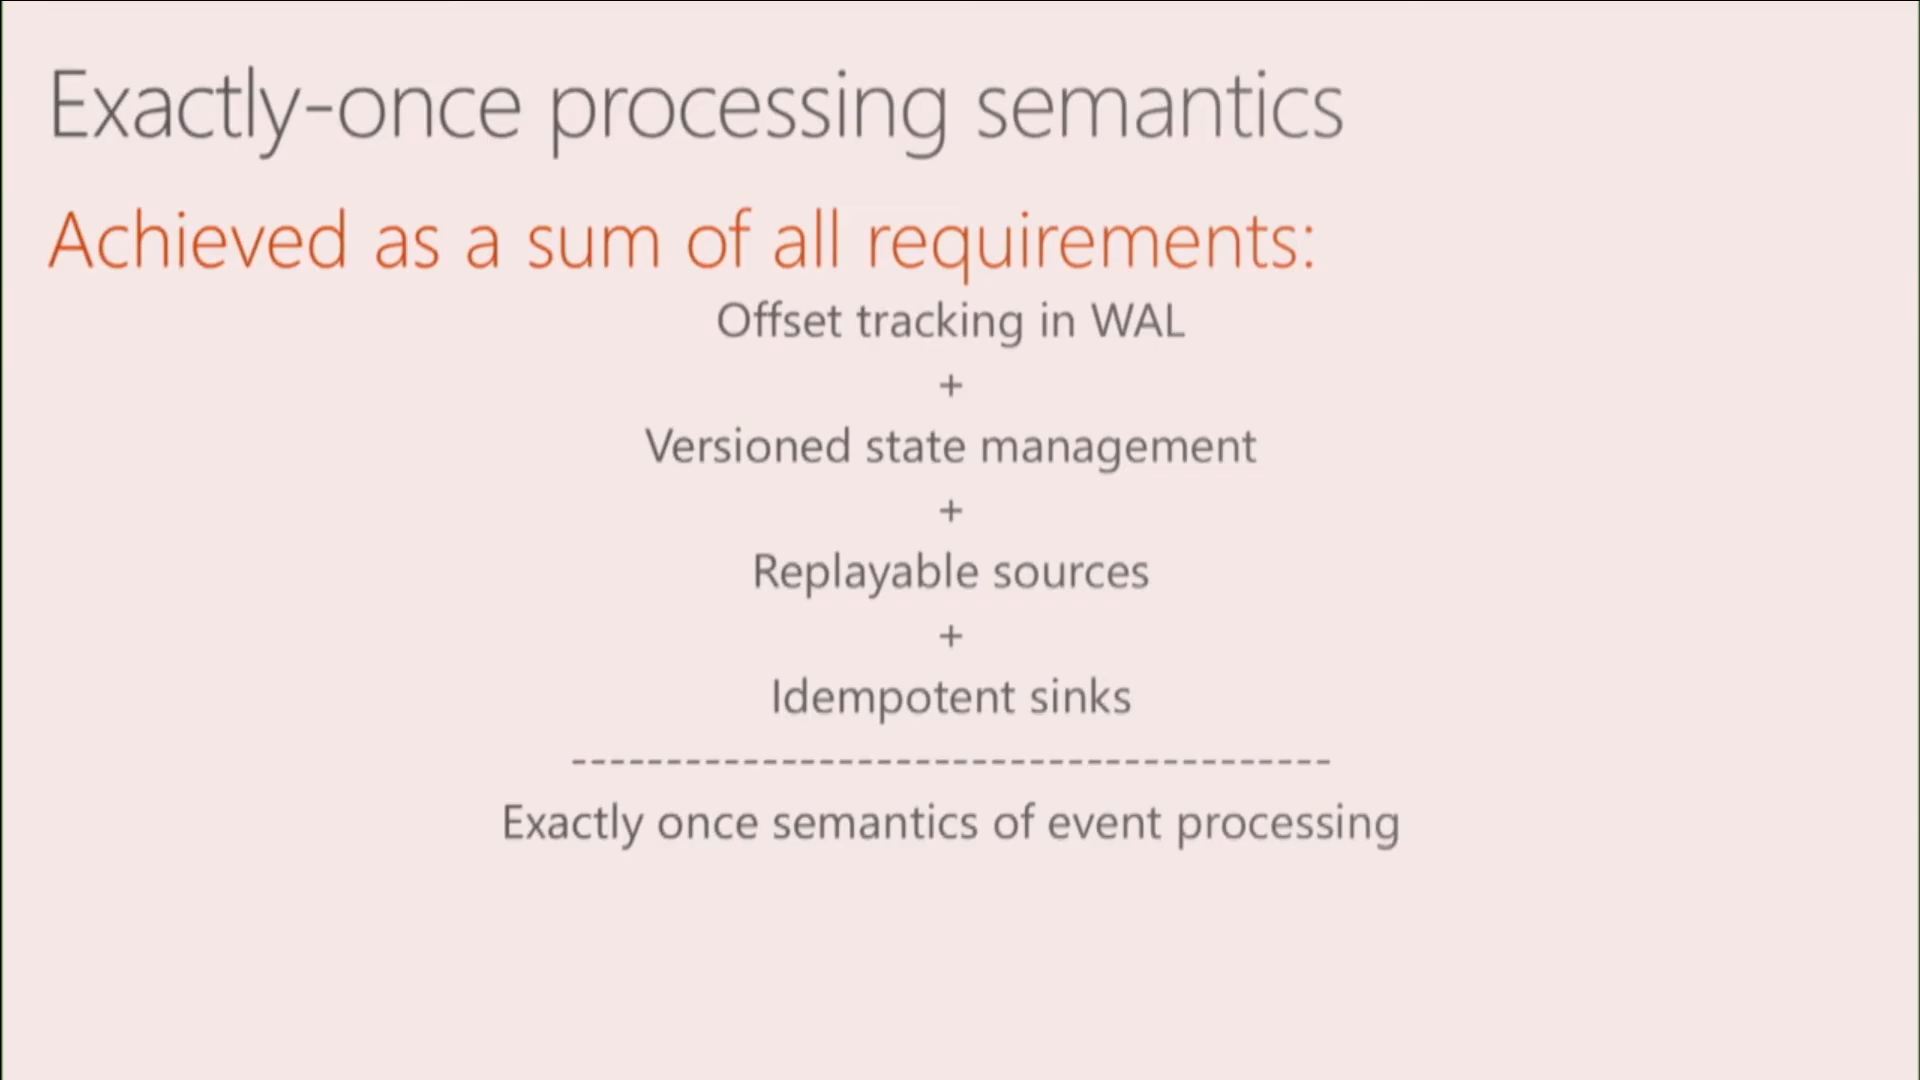 Exactly-once processing semantics
Achieved as a sum of all requirements:
Offset tracking in WAL
+
Versioned state management
+
Replayable sources
+
Idempotent sinks
----------------------------------------
Exactly once semantics of event processing